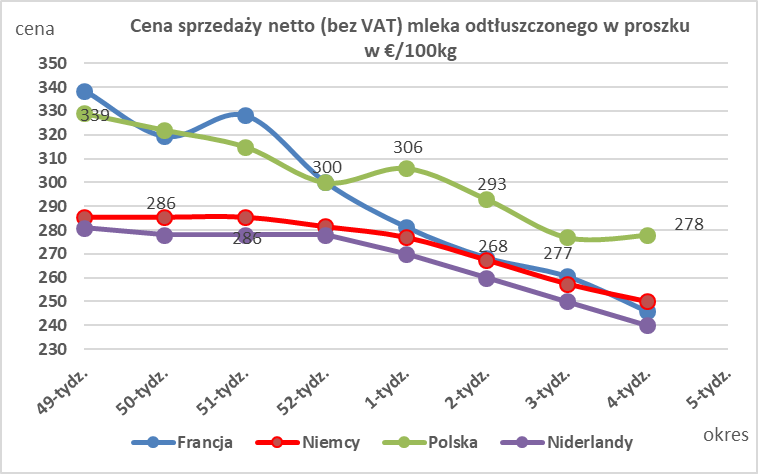 cena
Cena sprzedaży netto (bez VAT) mleka odtłuszczonego w proszku
w €/100kg
350
340
330
320
310
300
290
280
270
260
250
240
230
339
286
286
300
306
293
268
277
278
49-tydz.
50-tydz.
51-tydz.
52-tydz.
1-tydz.
2-tydz.
3-tydz.
4-tydz.
5-tydz.
okres
Francja Niemcy Polska Niderlandy